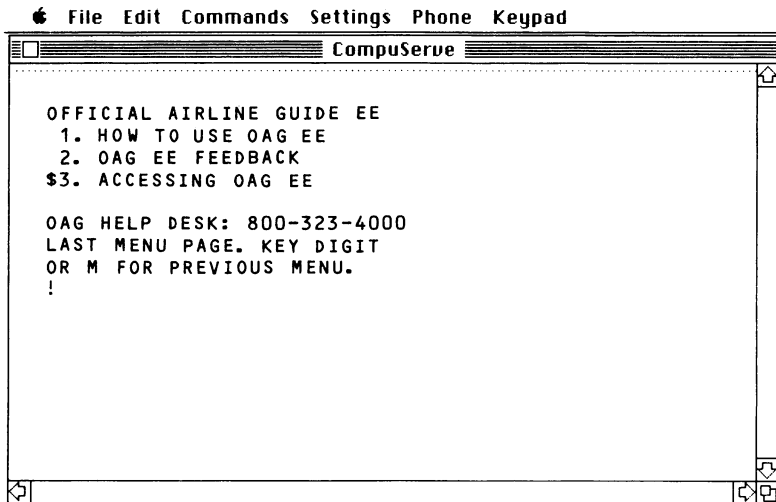 File Edit Commands Settings Phone Keypad
CompuServe
OFFICIAL AIRLINE GUIDE EE
1. HOW TO USE OAG EE
2. OAG EE FEEDBACK
$3. ACCESSING OAG EE
OAG HELP DESK: 800-323-4000
LAST MENU PAGE. KEY DIGIT
OR M FOR PREVIOUS MENU.
!